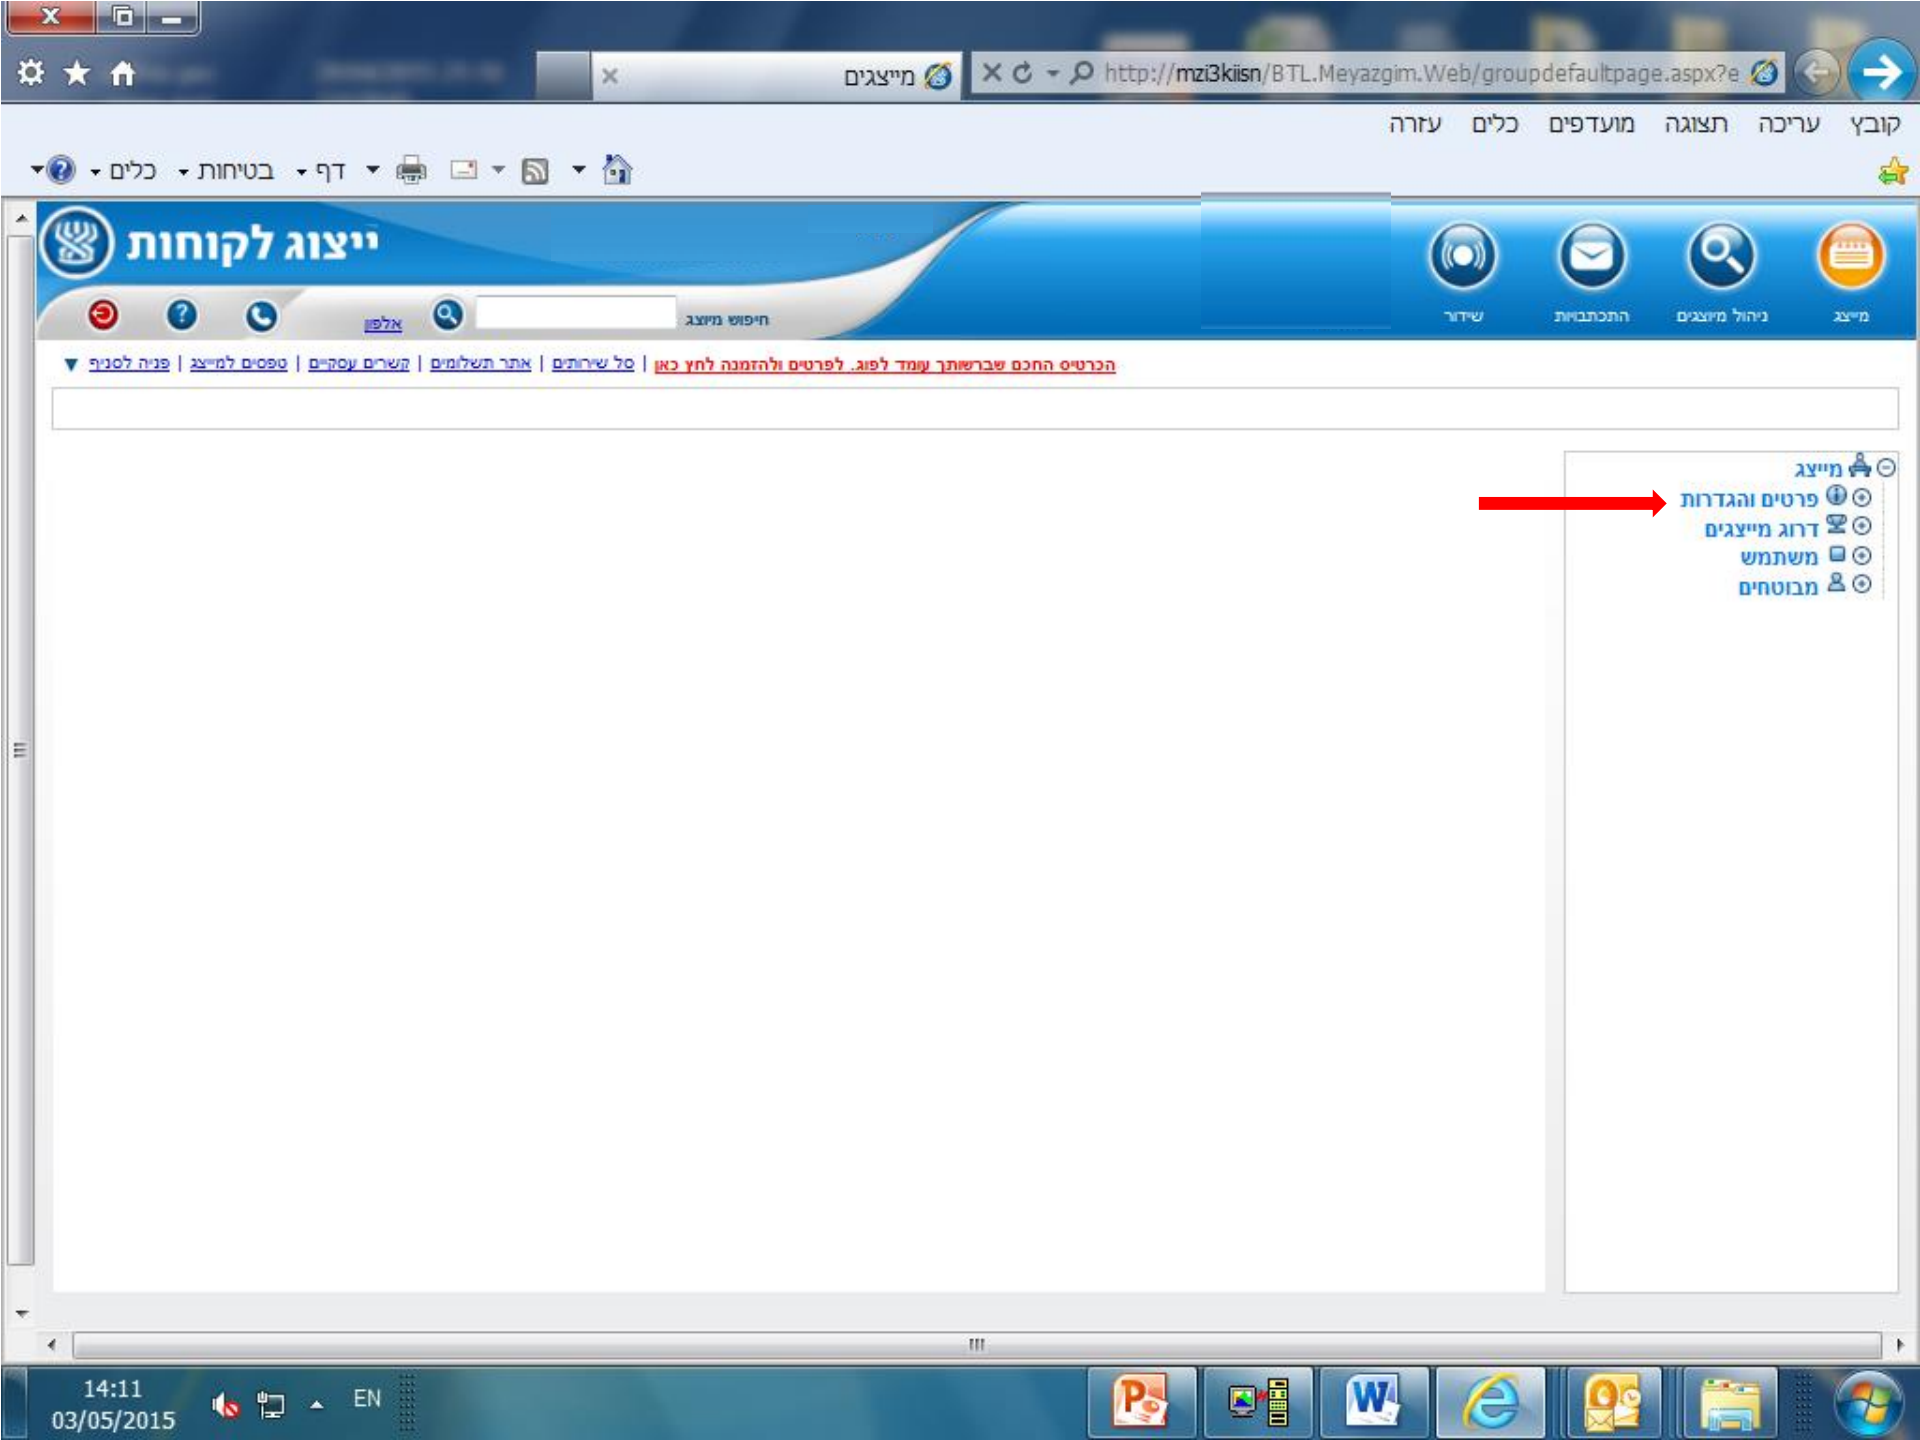 מייצגים
http://mzi3kiisn/BTL.Meyazgim.Web/groupdefaultpage.aspx?e
קובץ עריכה תצוגה מועדפים כלים עזרה
דף בטיחות כלים
ייצוג לקוחות
מייצג ניהול מיוצגים התכתבויות שידור
חיפוש מיוצג
אלפון
הכרטיס החכם שברשותך עומד לפוג. לפרטים ולהזמנה לחץ כאן | סל שירותים | אתר תשלומים | קשרים עסקיים | טפסים למייצג | פניה לסניף
מייצג
פרטים והגדרות
דרוג מייצגים
משתמש
מבוטחים
EN
14:11
03/05/2015